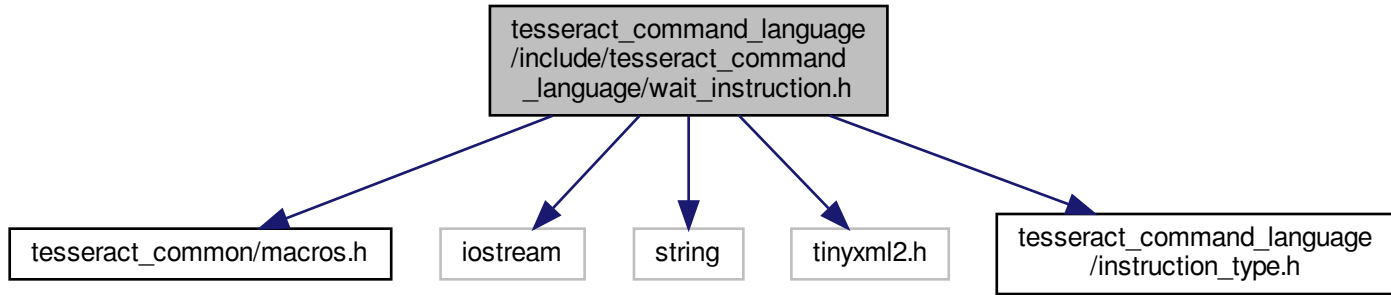 tesseract_command_language
/include/tesseract_command
_language/wait_instruction.h
tesseract_common/macros.h
iostream
string
tinyxml2.h
tesseract_command_language
/instruction_type.h